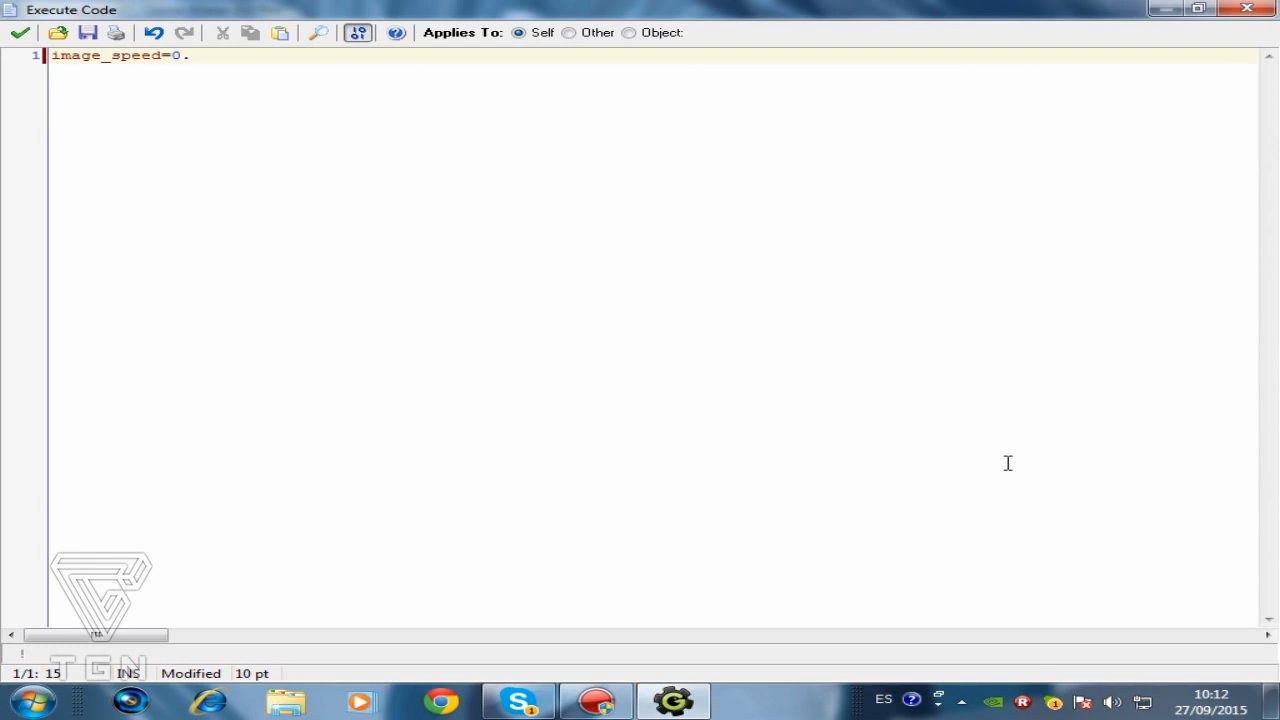 Execute Code
Applies To: Self Other Object:
1 image_speed=0.
!
TGN
1/1: 15 INS Modified 10 pt
ES 10:12
27/09/2015